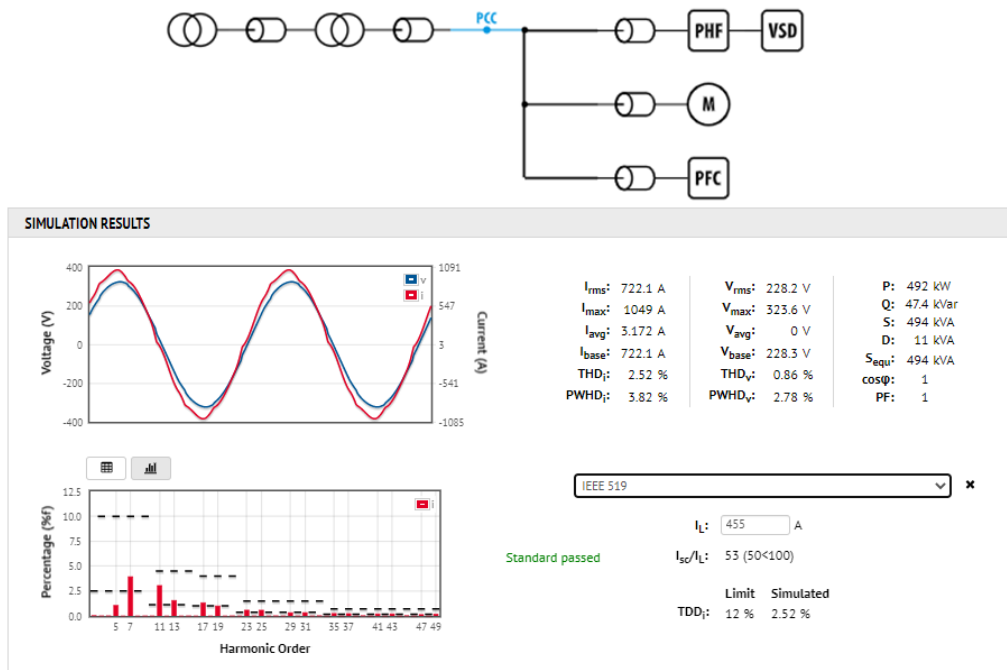 PCC
PHF
VSD
M
PFC
SIMULATION RESULTS
400
200
0
-200
-400
Voltage (V)
v
i
1091
547
3
-541
-1085
Current (A)
Irms: 722.1 A
Imax: 1049 A
Iavg: 3.172 A
Ibase: 722.1 A
THDi: 2.52 %
PWHDi: 3.82 %
Vrms: 228.2 V
Vmax: 323.6 V
Vavg: 0 V
Vbase: 228.3 V
THDv: 0.86 %
PWHDv: 2.78 %
P: 492 kW
Q: 47.4 kVar
S: 494 kVA
D: 11 kVA
Sequ: 494 kVA
cosφ: 1
PF: 1
12.5
10.0
7.5
5.0
2.5
0.0
Percentage (%f)
i
5 7 11 13 17 19 23 25 29 31 35 37 41 43 47 49
Harmonic Order
IEEE 519
IL: 455 A
Standard passed
Isc/IL: 53 (50<100)
Limit Simulated
TDDi: 12 % 2.52 %